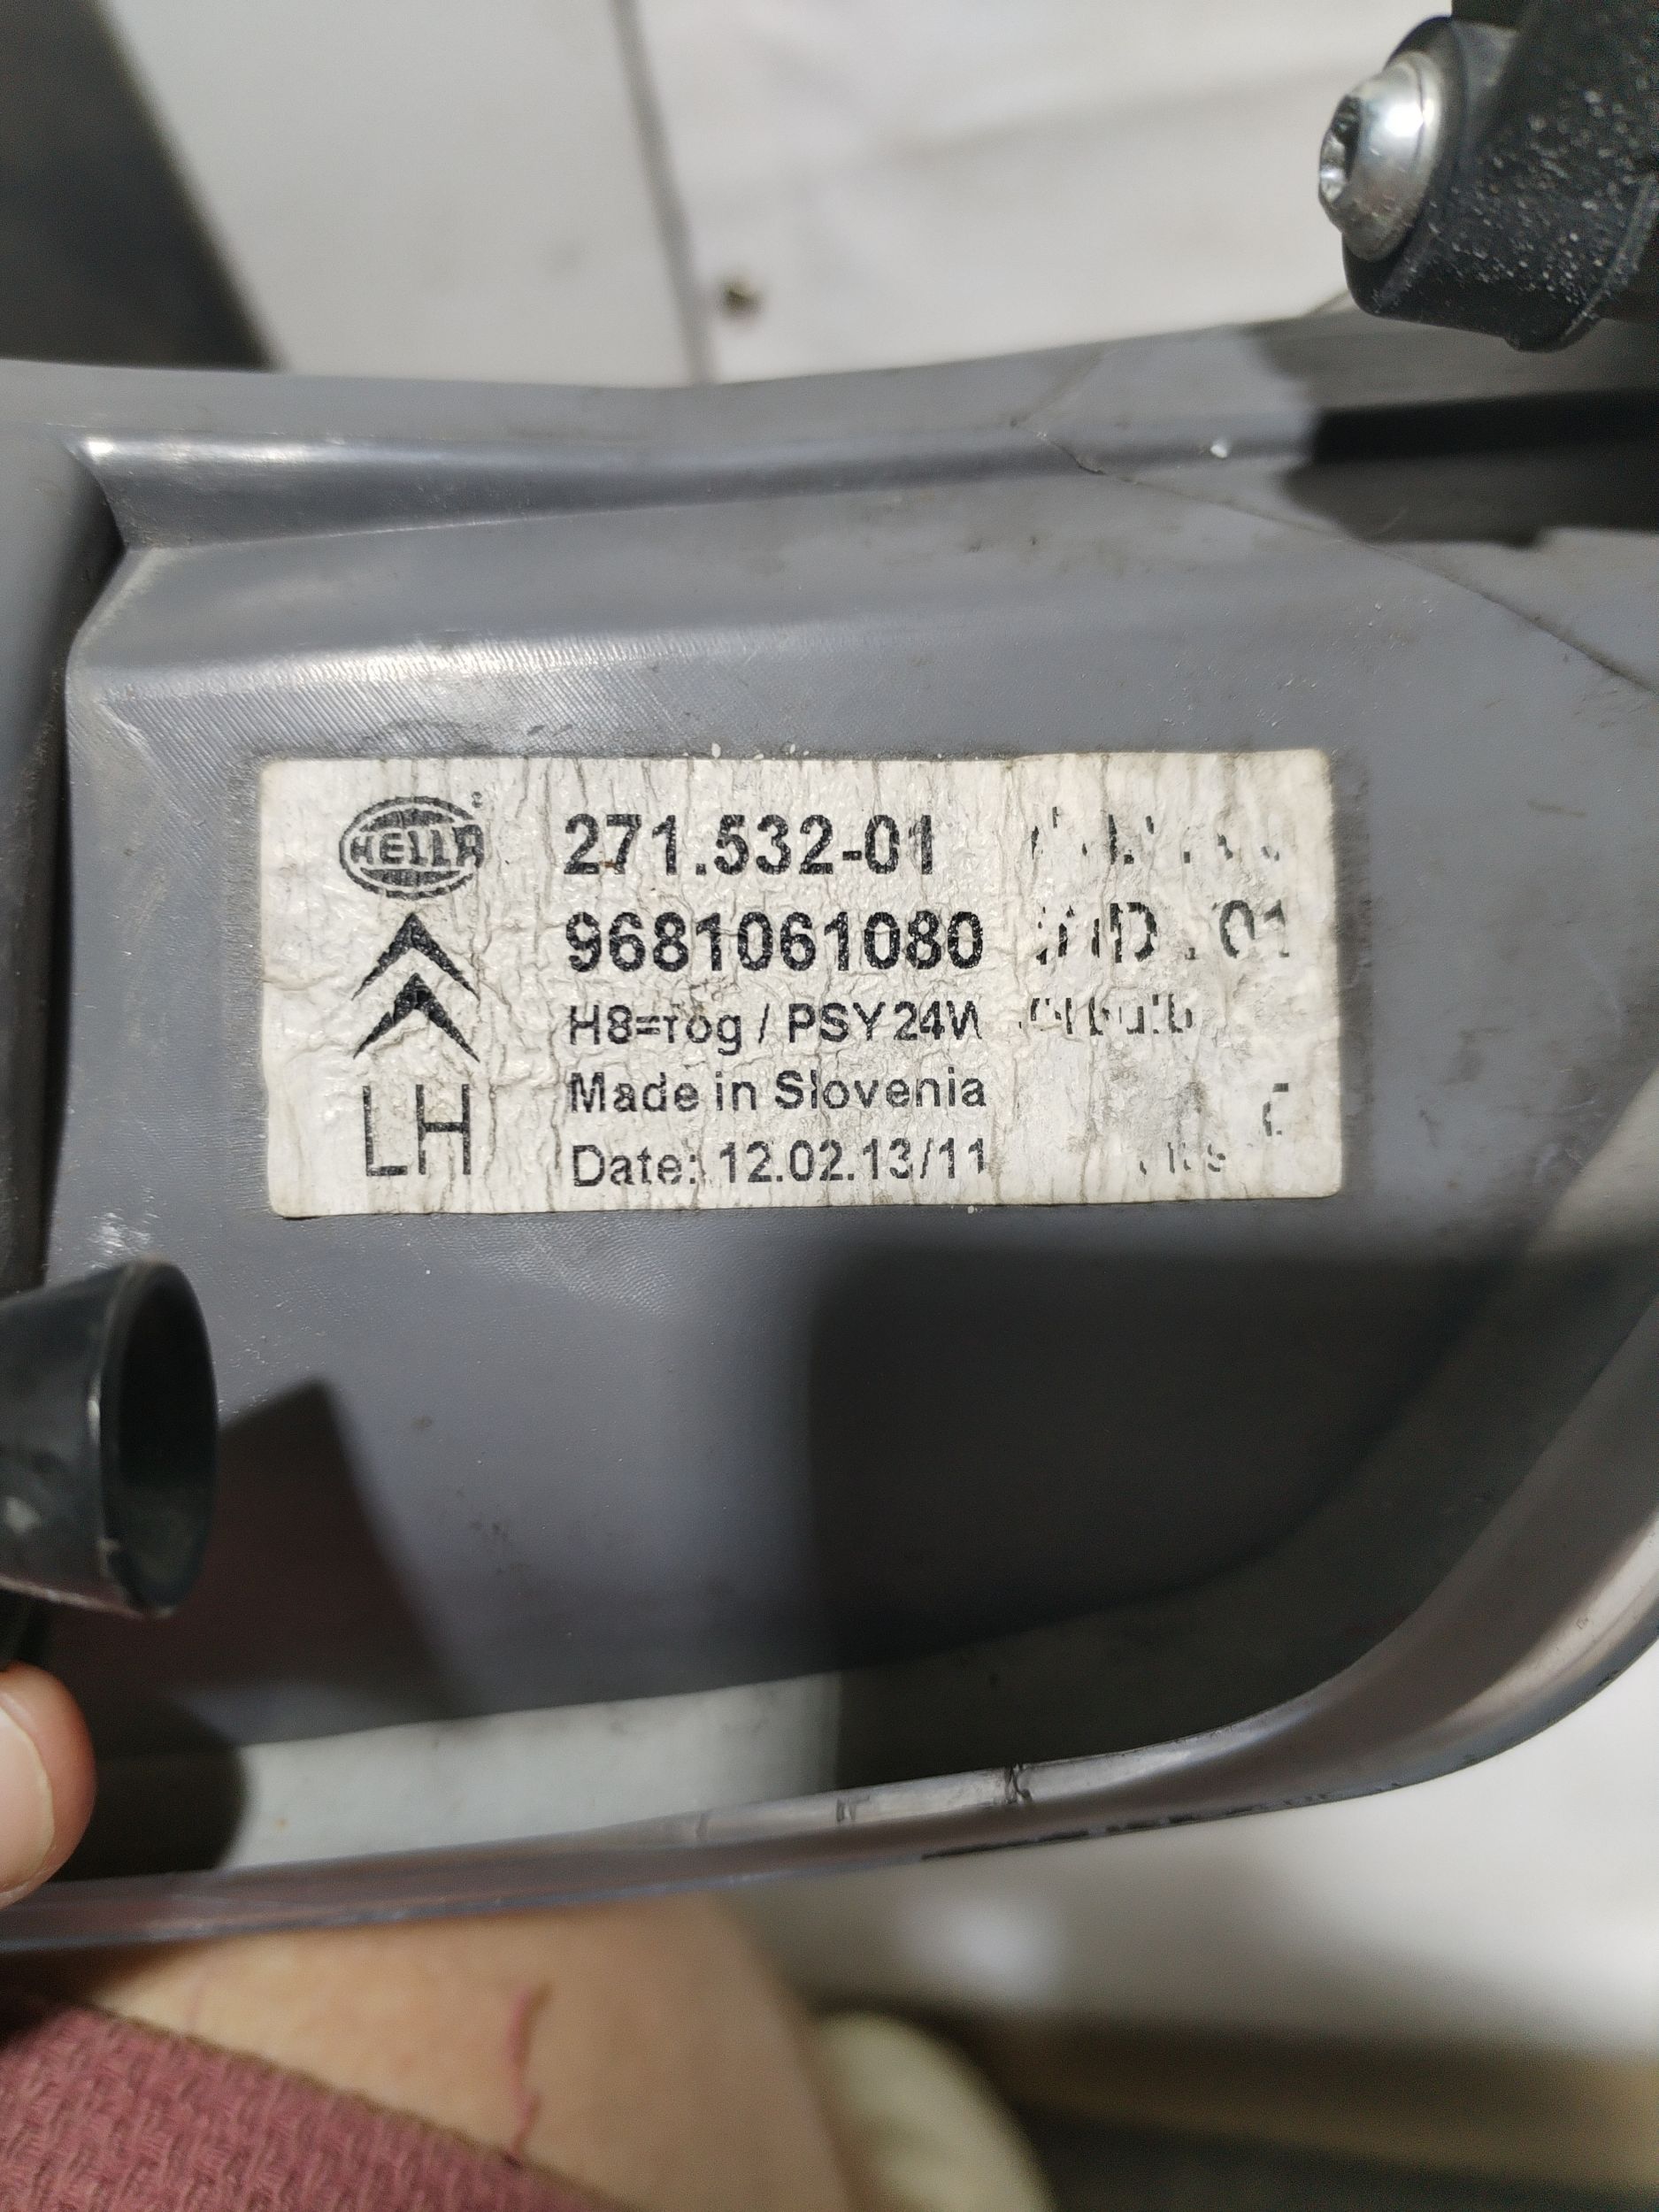 HELLA
271.532-01
9681061080
H8=fog / PSY24W
LH
Made in Slovenia
Date: 12.02.13/11